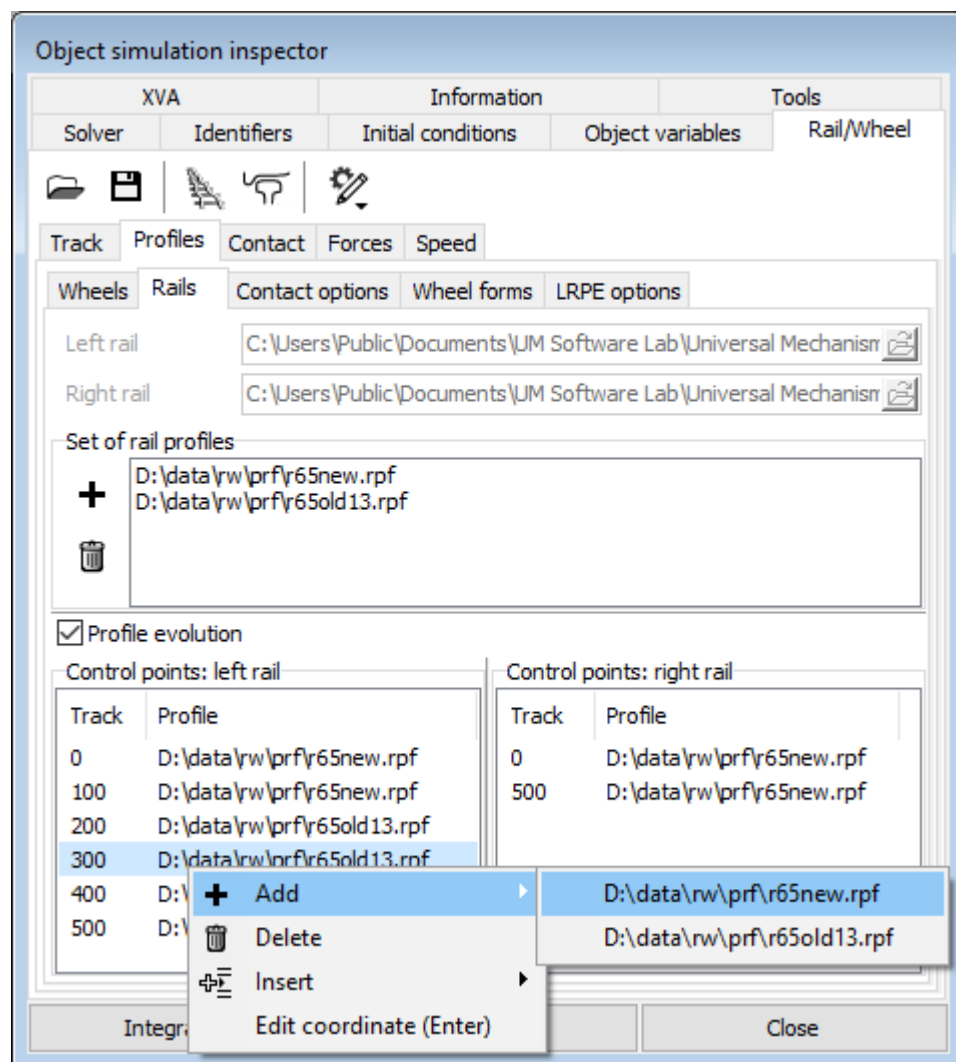 Object simulation inspector
XVA Information Tools
Solver Identifiers Initial conditions Object variables Rail/Wheel
Track Profiles Contact Forces Speed
Wheels Rails Contact options Wheel forms LRPE options
Left rail C:\Users\Public\Documents\UM Software Lab\Universal Mechanism
Right rail C:\Users\Public\Documents\UM Software Lab\Universal Mechanism
Set of rail profiles
D:\data\rw\prf\r65new.rpf
D:\data\rw\prf\r65old13.rpf
Profile evolution
Control points: left rail
Track Profile
0 D:\data\rw\prf\r65new.rpf
100 D:\data\rw\prf\r65new.rpf
200 D:\data\rw\prf\r65old13.rpf
300 D:\data\rw\prf\r65old13.rpf
400 D:\
500 D:\
Control points: right rail
Track Profile
0 D:\data\rw\prf\r65new.rpf
500 D:\data\rw\prf\r65new.rpf
Add
Delete
Insert
Edit coordinate (Enter)
D:\data\rw\prf\r65new.rpf
D:\data\rw\prf\r65old13.rpf
Close